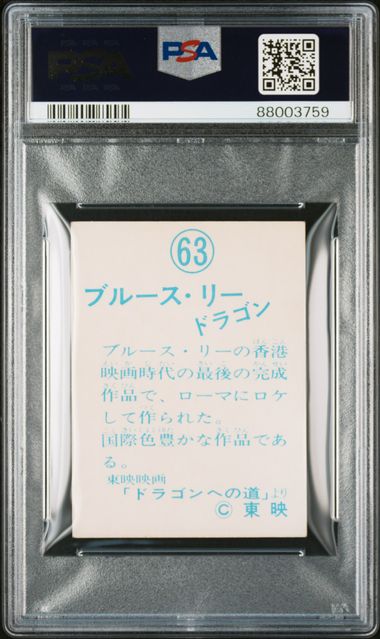 PSA
PSA
88003759
63
ブルース・リー
ドラゴン
ブルース・リーの香港
映画時代の最後の完成
作品で、ローマにロケ
して作られた。
国際色豊かな作品であ
る。
東映映画
「ドラゴンへの道」より
© 東映